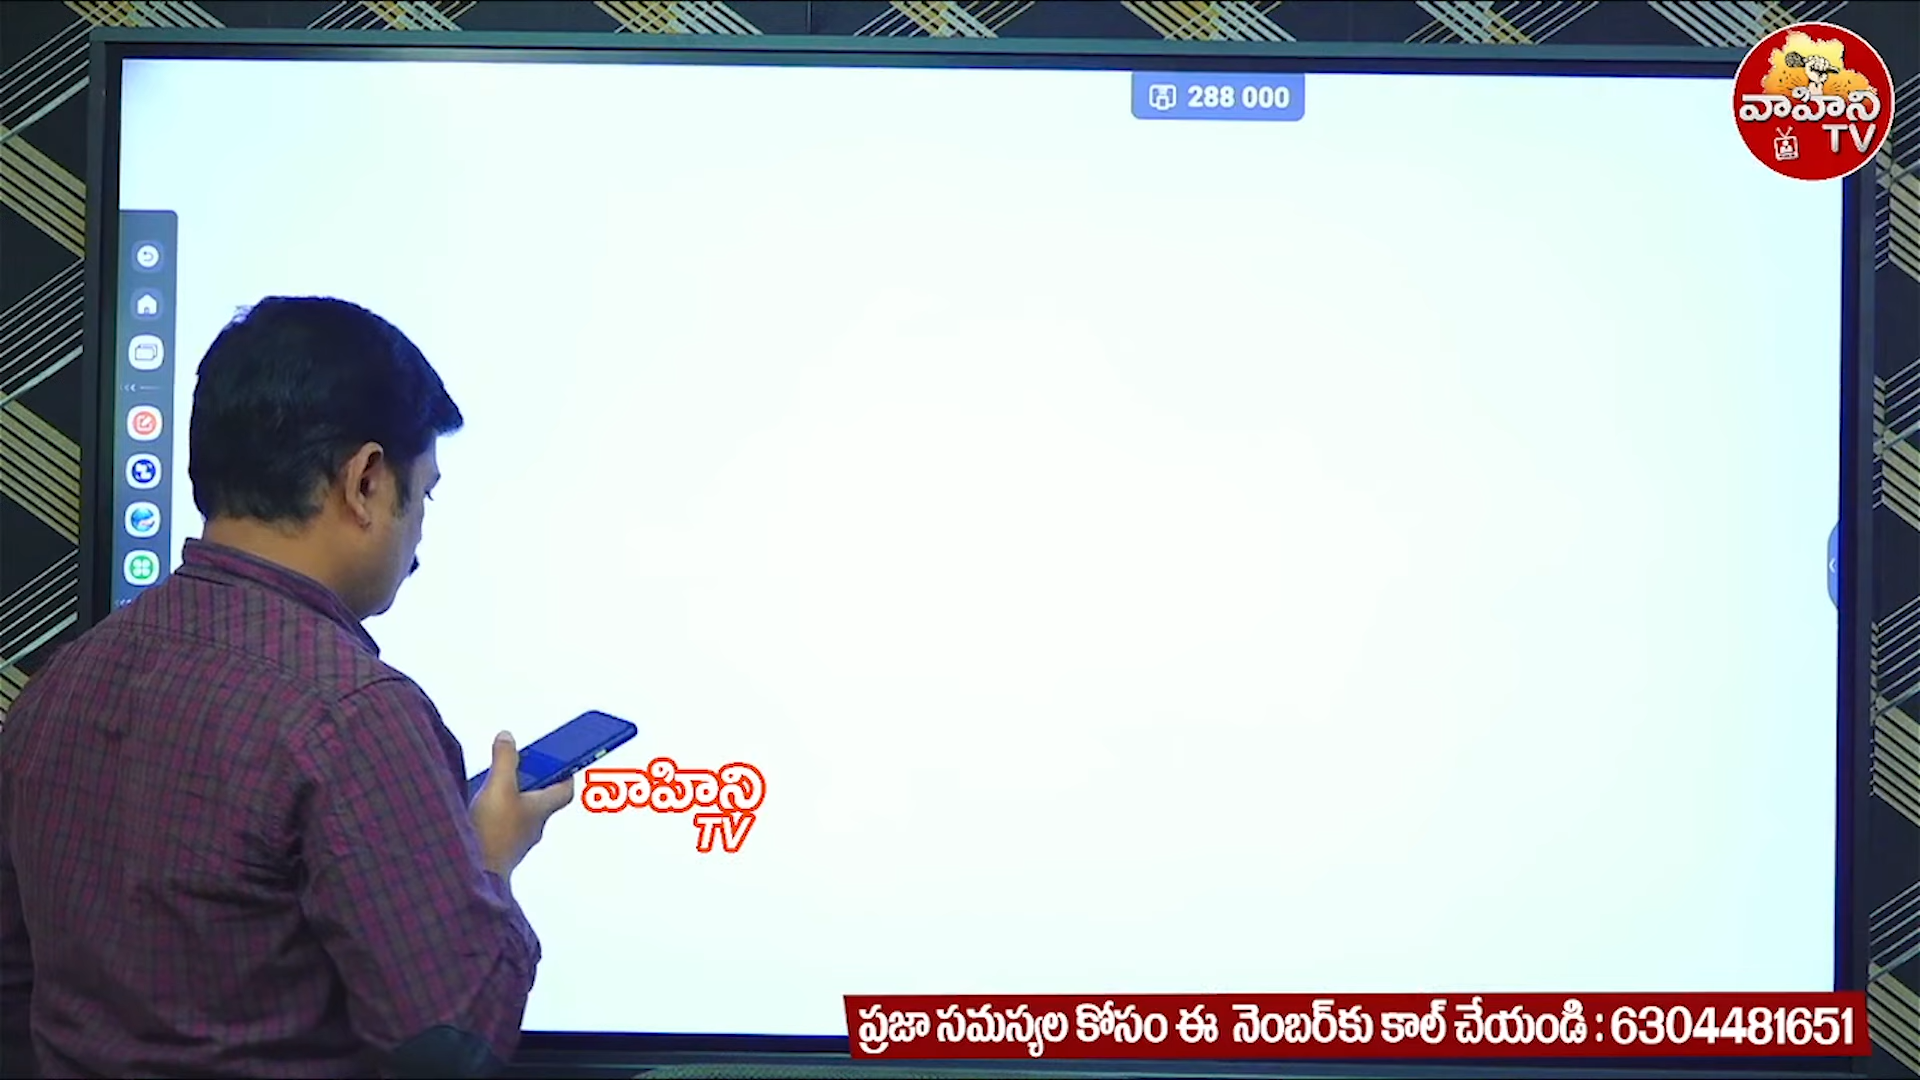 288 000
వాహిని
TV
వాహిని
TV
ప్రజా సమస్యల కోసం ఈ నెంబర్‌కు కాల్ చేయండి : 6304481651